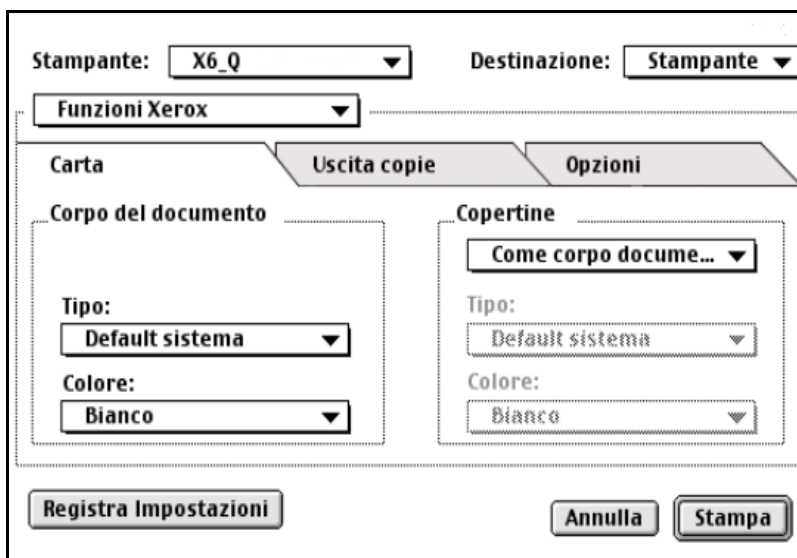 Stampante: X6_Q Destinazione: Stampante
Funzioni Xerox
Carta Uscita copie Opzioni
Corpo del documento Copertine
Come corpo docume...
Tipo: Tipo:
Default sistema Default sistema
Colore: Colore:
Bianco Bianco
Registra Impostazioni Annulla Stampa